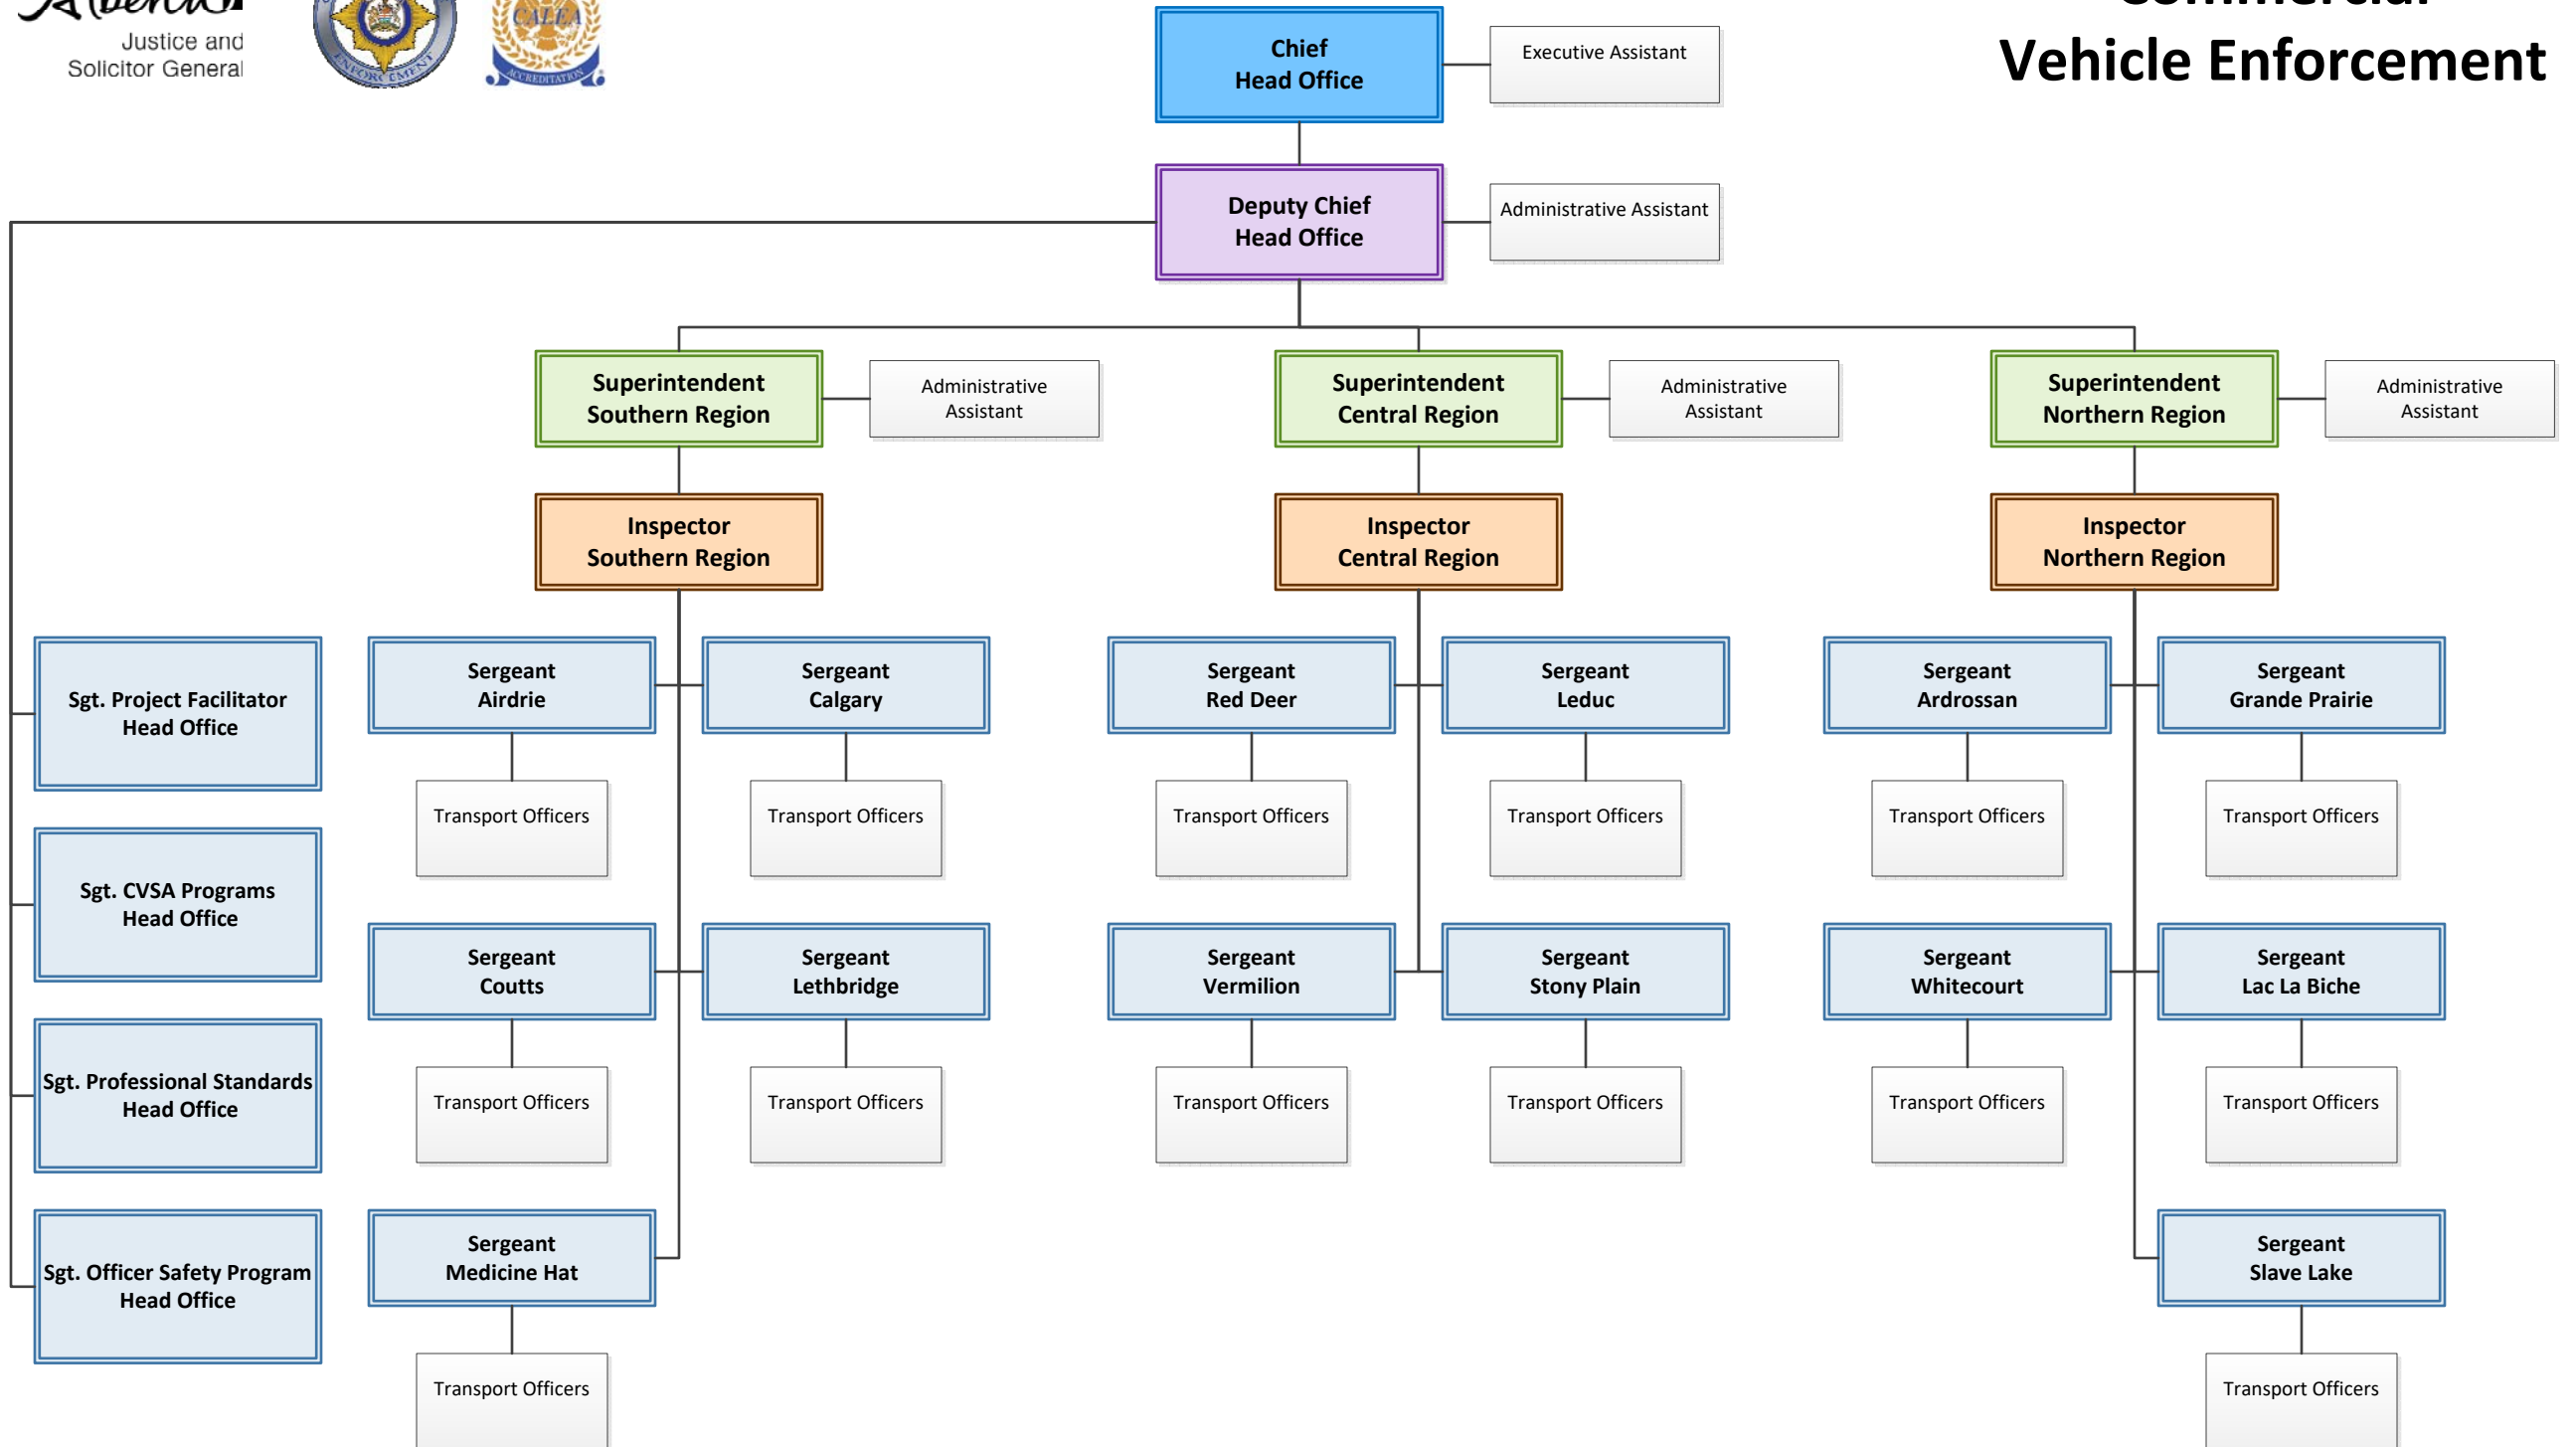 Justice and
Solicitor General
ENFORCEMENT
CALEA
ACCREDITATION
Commercial
Vehicle Enforcement
Chief
Head Office
Executive Assistant
Deputy Chief
Head Office
Administrative Assistant
Superintendent
Southern Region
Administrative
Assistant
Superintendent
Central Region
Administrative
Assistant
Superintendent
Northern Region
Administrative
Assistant
Inspector
Southern Region
Inspector
Central Region
Inspector
Northern Region
Sgt. Project Facilitator
Head Office
Sgt. CVSA Programs
Head Office
Sgt. Professional Standards
Head Office
Sgt. Officer Safety Program
Head Office
Sergeant
Airdrie
Transport Officers
Sergeant
Calgary
Transport Officers
Sergeant
Coutts
Transport Officers
Sergeant
Lethbridge
Transport Officers
Sergeant
Medicine Hat
Transport Officers
Sergeant
Red Deer
Transport Officers
Sergeant
Leduc
Transport Officers
Sergeant
Vermilion
Transport Officers
Sergeant
Stony Plain
Transport Officers
Sergeant
Ardrossan
Transport Officers
Sergeant
Grande Prairie
Transport Officers
Sergeant
Whitecourt
Transport Officers
Sergeant
Lac La Biche
Transport Officers
Sergeant
Slave Lake
Transport Officers